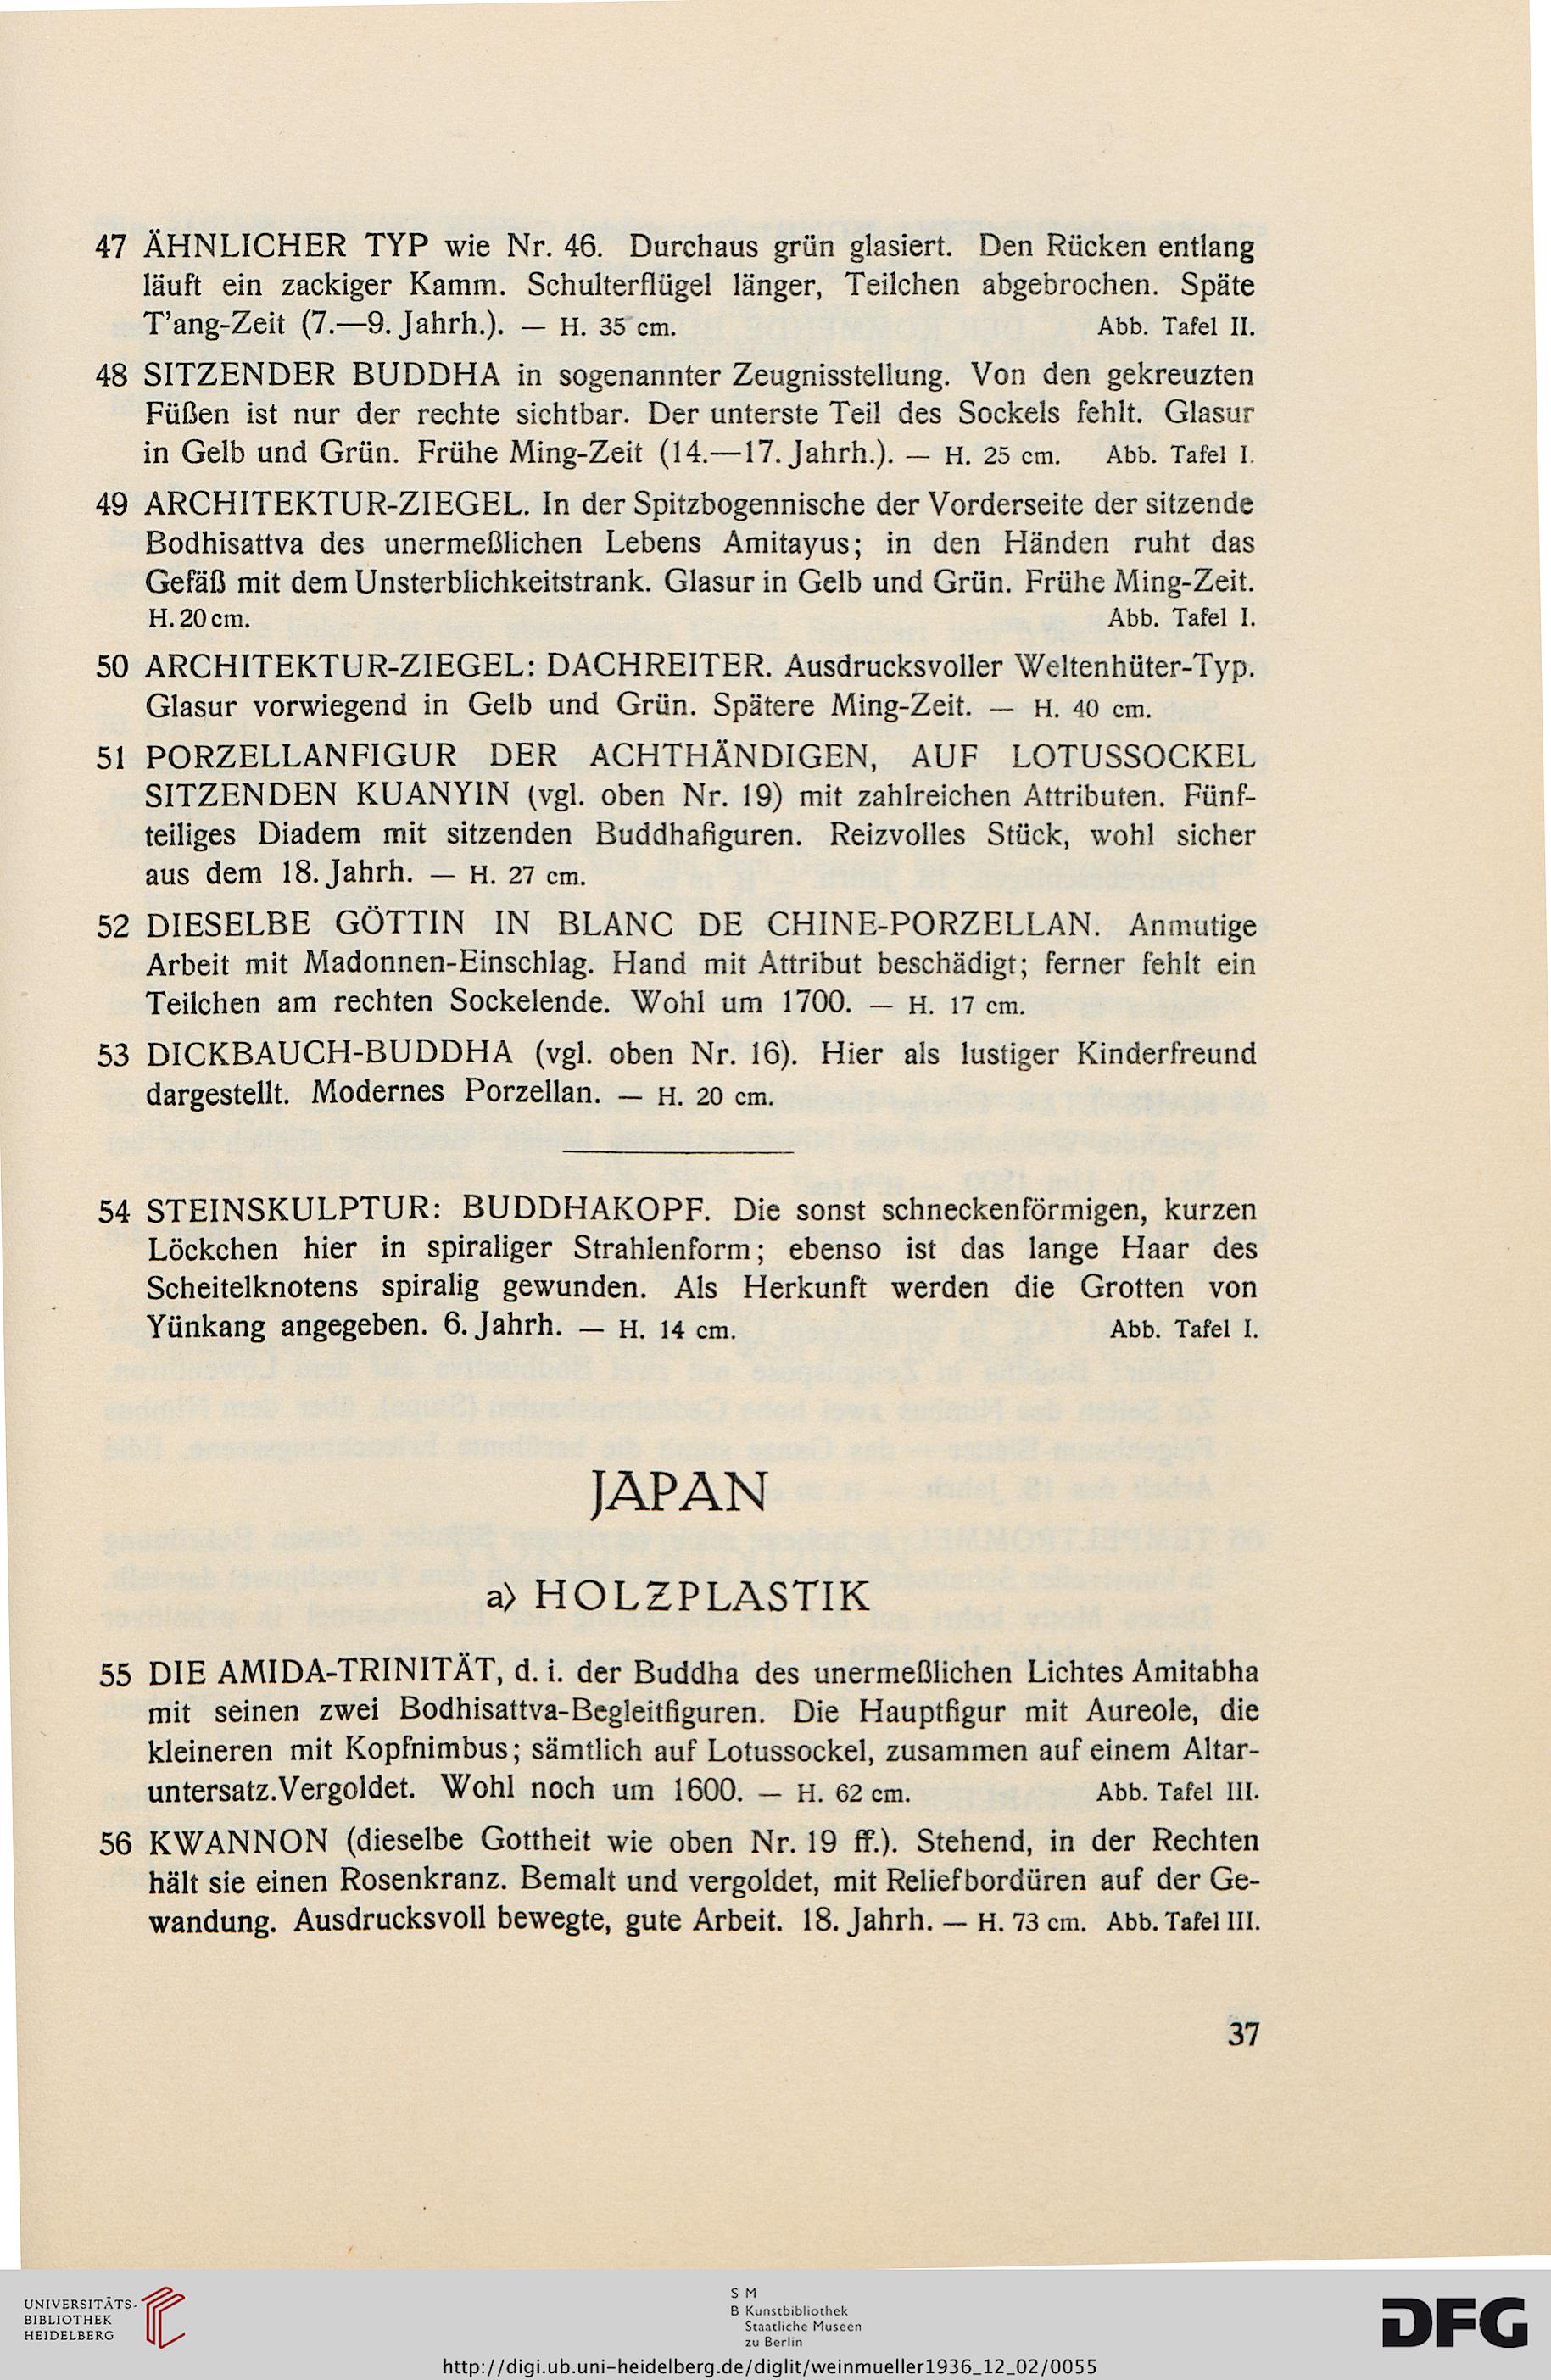 47 ÄHNLICHER TYP wie Nr. 46. Durchaus grün glasiert. Den Rücken entlang
läuft ein zackiger Kamm. Schulterflügel länger, Teilchen abgebrochen. Späte
T'ang-Zeit (7.—9. Jahrh.). — H. 35 cm. Abb. Tafel II.
48 SITZENDER BUDDHA in sogenannter Zeugnisstellung. Von den gekreuzten
Füßen ist nur der rechte sichtbar. Der unterste Teil des Sockels fehlt. Glasur
in Gelb und Grün. Frühe Ming-Zeit (14.—17. Jahrh.). — H. 25 cm. Abb. Tafel I.
49 ARCHITEKTUR-ZIEGEL. In der Spitzbogennische der Vorderseite der sitzende
Bodhisattva des unermeßlichen Lebens Amitayus; in den Händen ruht das
Gefäß mit dem Unsterblichkeitstrank. Glasur in Gelb und Grün. Frühe Ming-Zeit.
H. 20 cm. Abb. Tafel I.
50 ARCHITEKTUR-ZIEGEL: DACHREITER. Ausdrucksvoller Weltenhüter-Typ.
Glasur vorwiegend in Gelb und Grün. Spätere Ming-Zeit. — H. 40 cm.
51 PORZELLANFIGUR DER ACHTHÄNDIGEN, AUF LOTUSSOCKEL
SITZENDEN KUANYIN (vgl. oben Nr. 19) mit zahlreichen Attributen. Fünf-
teiliges Diadem mit sitzenden Buddhafiguren. Reizvolles Stück, wohl sicher
aus dem 18. Jahrh. — H. 27 cm.
52 DIESELBE GÖTTIN IN BLANC DE CHINE-PORZELLAN. Anmutige
Arbeit mit Madonnen-Einschlag. Hand mit Attribut beschädigt; ferner fehlt ein
Teilchen am rechten Sockelende. Wohl um 1700. — H. 17 cm.
53 DICKBAUCH-BUDDHA (vgl. oben Nr. 16). Hier als lustiger Kinderfreund
dargestellt. Modernes Porzellan. — H. 20 cm.
54 STEINSKULPTUR: BUDDHAKOPF. Die sonst schneckenförmigen, kurzen
Löckchen hier in spiraliger Strahlenform; ebenso ist das lange Haar des
Scheitelknotens spiralig gewunden. Als Herkunft werden die Grotten von
Yünkang angegeben. 6. Jahrh. — H. 14 cm. Abb. Tafel I.
JAPAN
a) HOLZPLASTIK
55 DIE AMIDA-TRINITÄT, d. i. der Buddha des unermeßlichen Lichtes Amitabha
mit seinen zwei Bodhisattva-Begleitfiguren. Die Hauptfigur mit Aureole, die
kleineren mit Kopfnimbus; sämtlich auf Lotussockel, zusammen auf einem Altar-
untersatz. Vergoldet. Wohl noch um 1600. — H. 62 cm. Abb. Tafel III.
56 KWANNON (dieselbe Gottheit wie oben Nr. 19 ff.). Stehend, in der Rechten
hält sie einen Rosenkranz. Bemalt und vergoldet, mit Reliefbordüren auf der Ge-
wandung. Ausdrucksvoll bewegte, gute Arbeit. 18. Jahrh. — H. 73 cm. Abb. Tafel III.
37
UNIVERSITÄTS-
BIBLIOTHEK
HEIDELBERG
S M
B Kunstbibliothek
Staatliche Museen
zu Berlin
DFG
http://digi.ub.uni-heidelberg.de/diglit/weinmueller1936_12_02/0055